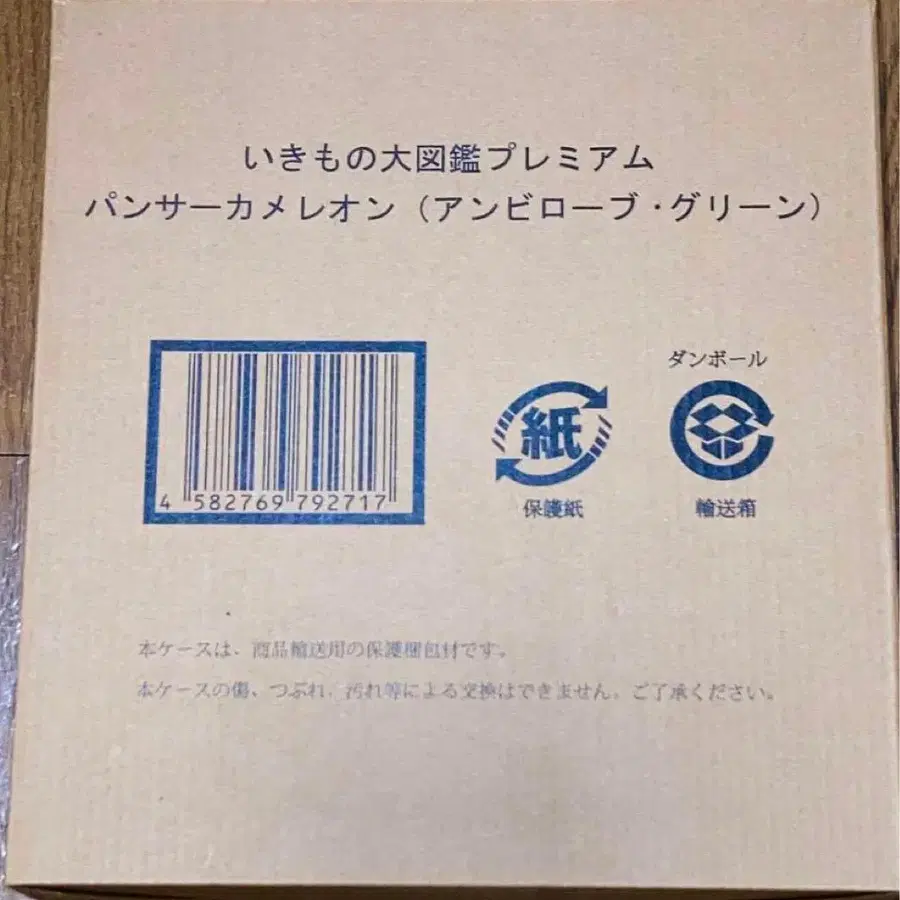 いきもの大図鑑プレミアム
パンサーカメレオン（アンビローブ・グリーン）
ダンボール
紙
4 582769 792717
保護紙
輸送箱
本ケースは、商品輸送用の保護梱包材です。
本ケースの傷、つぶれ、汚れ等による交換はできません。ご了承ください。